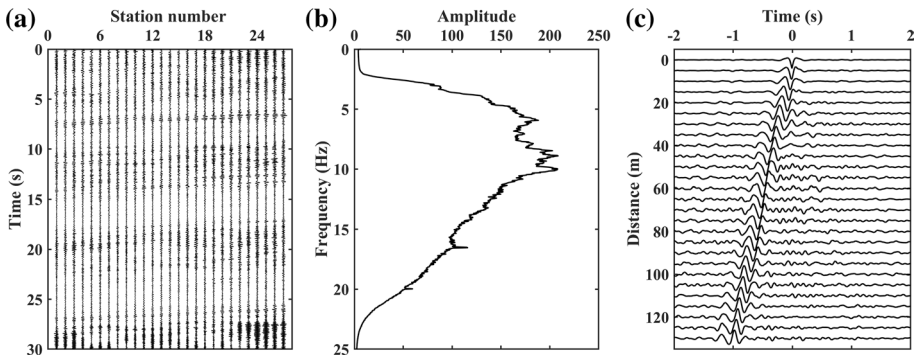 (a)
Station number
0 6 12 18 24
0
5
10
15
20
25
30
Time (s)
(b)
Amplitude
0 50 100 150 200 250
0
5
10
15
20
25
Frequency (Hz)
(c)
Time (s)
-2 -1 0 1 2
0
20
40
60
80
100
120
Distance (m)